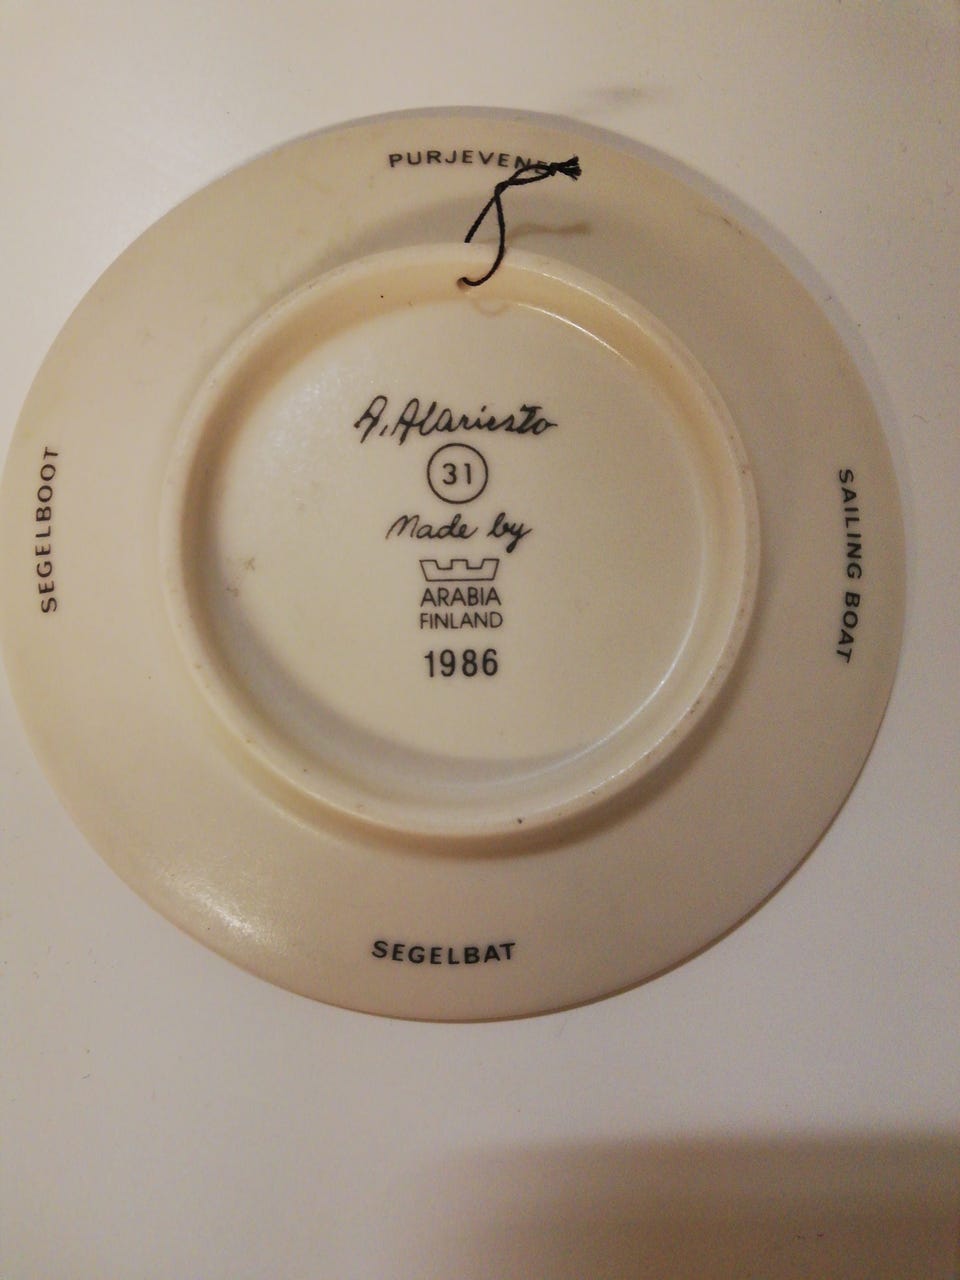 PURJEVENE
A. Alariesto
31
Made by
ARABIA
FINLAND
1986
SEGELBOOT
SAILING BOAT
SEGELBAT